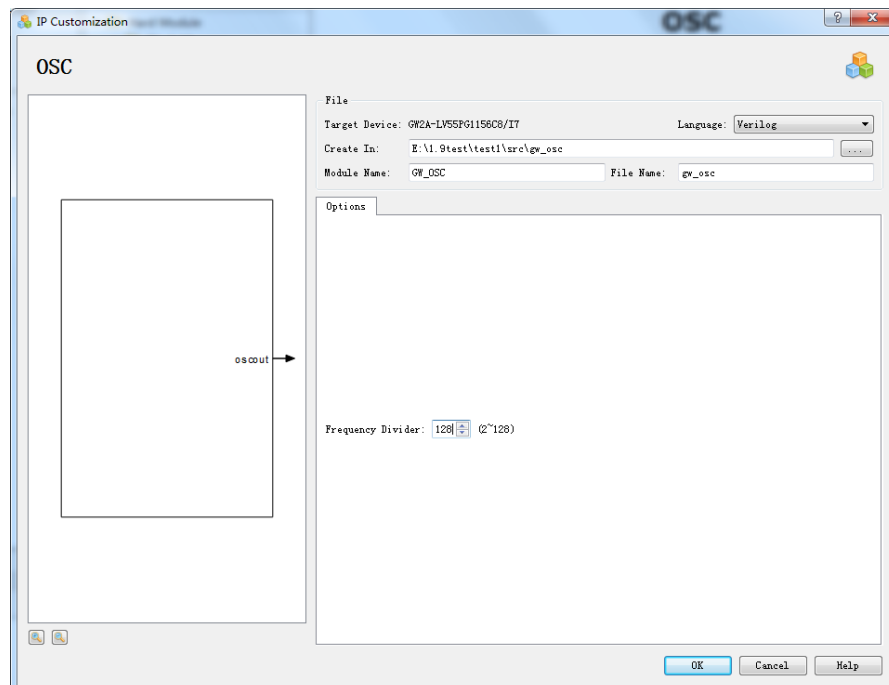 IP Customization
OSC
OSC
File
Target Device: GW2A-LV55PG1156C8/I7 Language: Verilog
Create In: E:\1.9test\test1\src\gw_osc ...
Module Name: GW_OSC File Name: gw_osc
Options
oscout
Frequency Divider: 128 (2~128)
OK Cancel Help